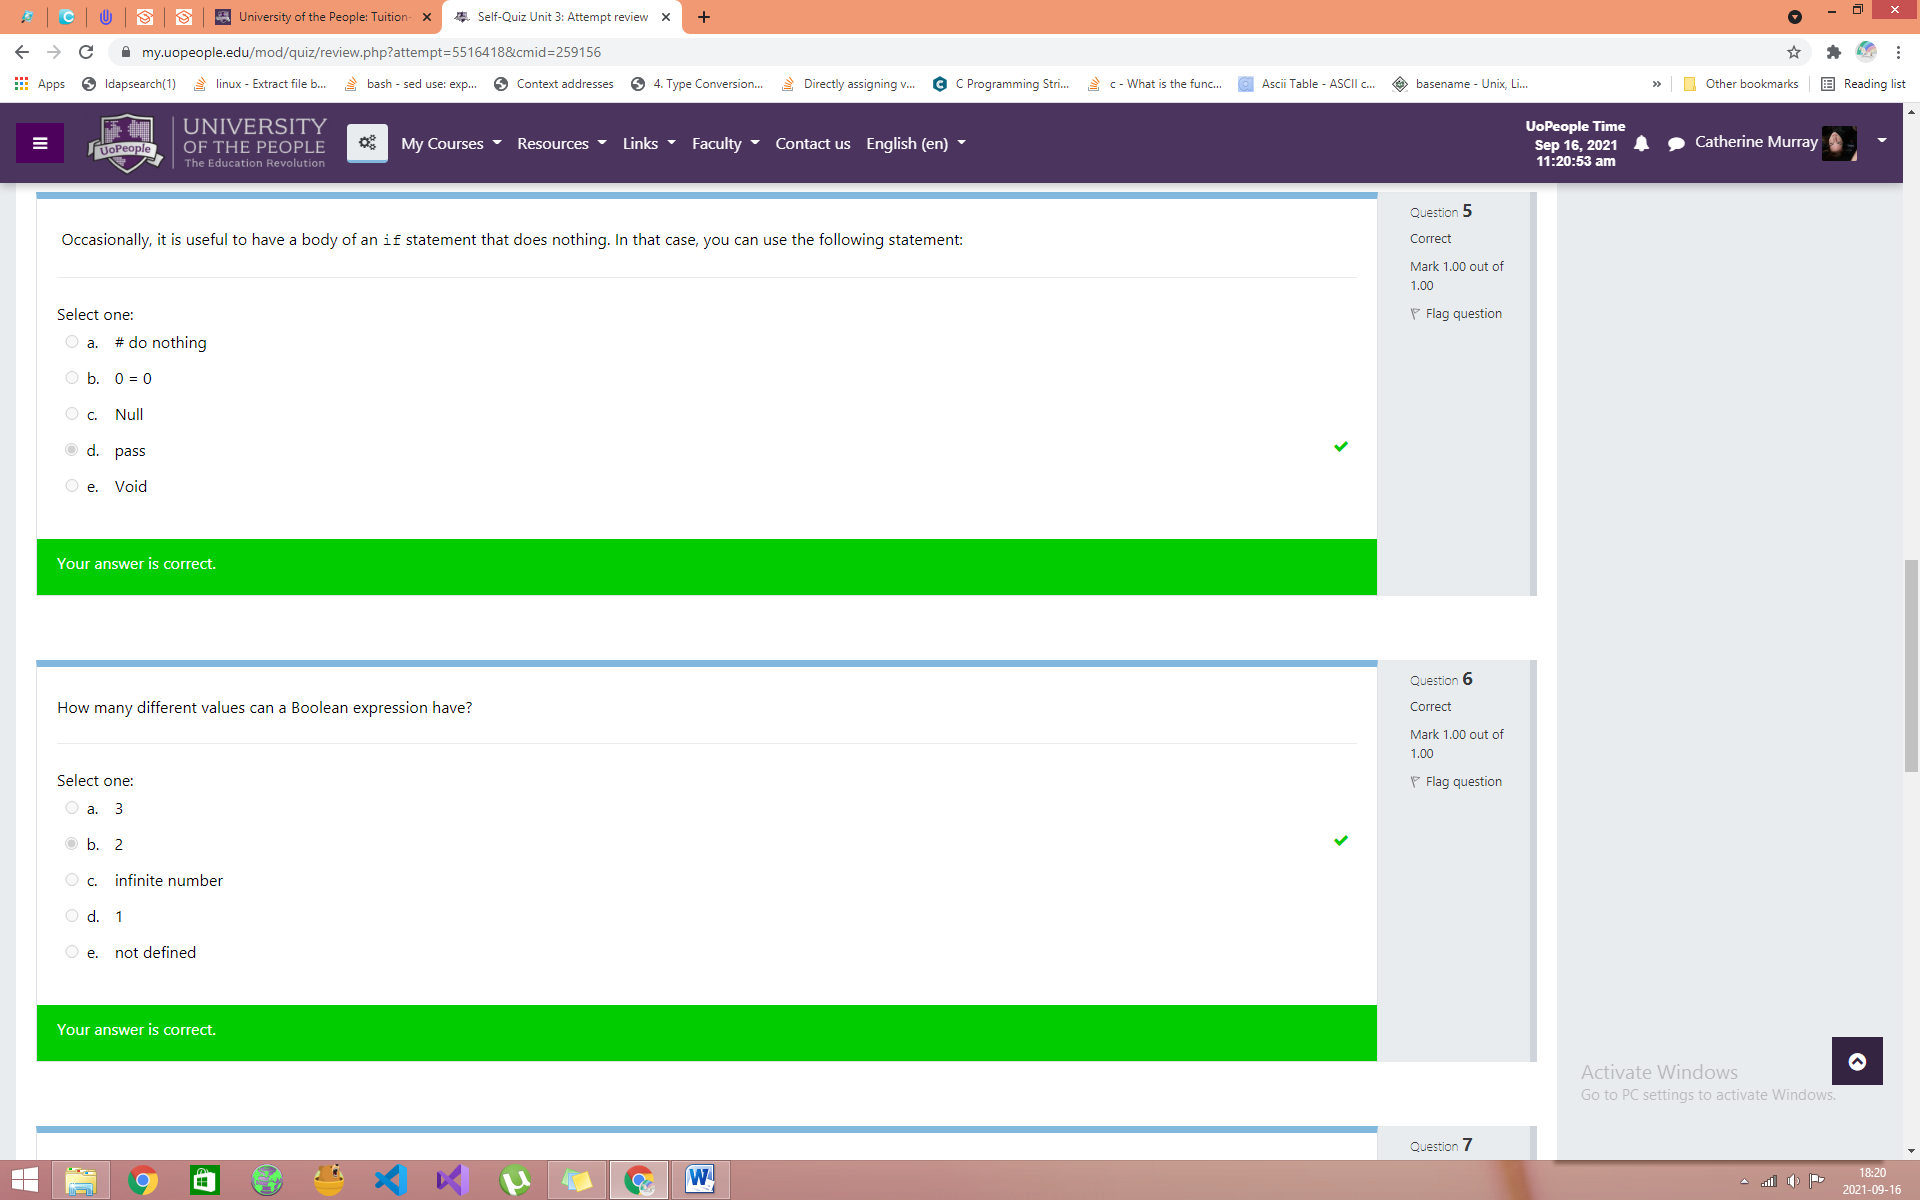 University of the People: Tuition-
Self-Quiz Unit 3: Attempt review
my.uopeople.edu/mod/quiz/review.php?attempt=5516418&cmid=259156
Apps
ldapsearch(1)
linux - Extract file b...
bash - sed use: exp...
Context addresses
4. Type Conversion...
Directly assigning v...
C Programming Stri...
c - What is the func...
Ascii Table - ASCII c...
basename - Unix, Li...
»
Other bookmarks
Reading list
UoPeople
UNIVERSITY
OF THE PEOPLE
The Education Revolution
My Courses
Resources
Links
Faculty
Contact us
English (en)
UoPeople Time
Sep 16, 2021
11:20:53 am
Catherine Murray
Occasionally, it is useful to have a body of an if statement that does nothing. In that case, you can use the following statement:
Select one:
a. # do nothing
b. 0 = 0
c. Null
d. pass
e. Void
Your answer is correct.
Question 5
Correct
Mark 1.00 out of
1.00
Flag question
How many different values can a Boolean expression have?
Select one:
a. 3
b. 2
c. infinite number
d. 1
e. not defined
Your answer is correct.
Question 6
Correct
Mark 1.00 out of
1.00
Flag question
Question 7
Activate Windows
Go to PC settings to activate Windows.
18:20
2021-09-16